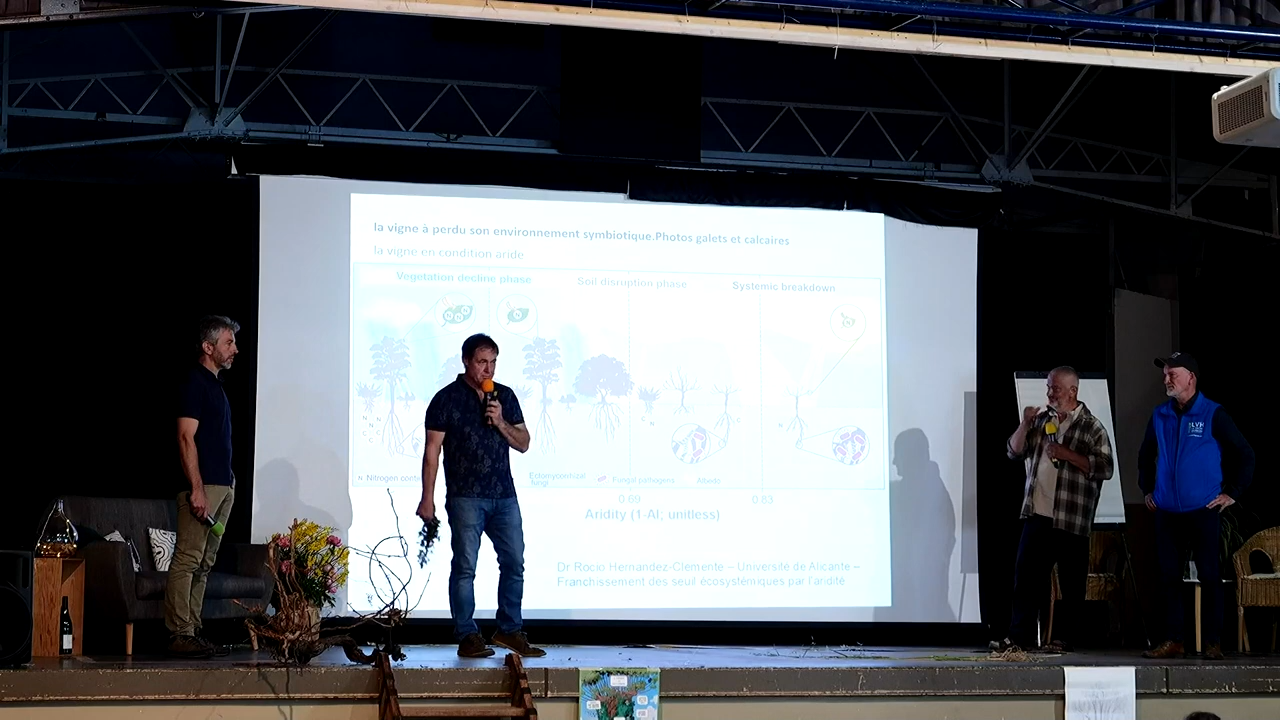 la vigne à perdu son environnement symbiotique.Photos galets et calcaires
la vigne en condition aride
Vegetation decline phase
Soil disruption phase
Systemic breakdown
N Nitrogen
Ectomycorrhizal
fungi
Fungal pathogens
Albedo
0.69
0.83
Aridity (1-AI; unitless)
Dr Rocio Hernandez-Clemente – Université de Alicante –
Franchissement des seuil écosystémiques par l'aridité
LVH